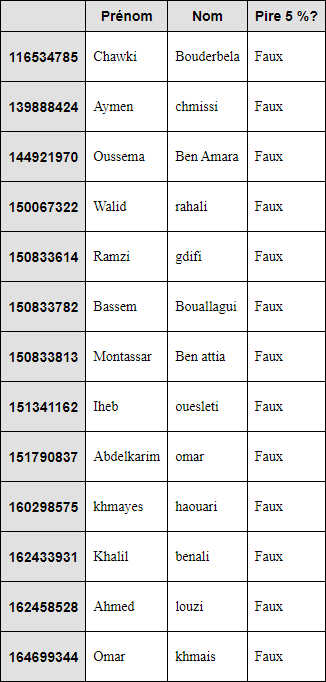 Prénom Nom Pire 5 %?
116534785 Chawki Bouderbela Faux
139888424 Aymen chmissi Faux
144921970 Oussema Ben Amara Faux
150067322 Walid rahali Faux
150833614 Ramzi gdifi Faux
150833782 Bassem Bouallagui Faux
150833813 Montassar Ben attia Faux
151341162 Iheb ouesleti Faux
151790837 Abdelkarim omar Faux
160298575 khmayes haouari Faux
162433931 Khalil benali Faux
162458528 Ahmed louzi Faux
164699344 Omar khmais Faux